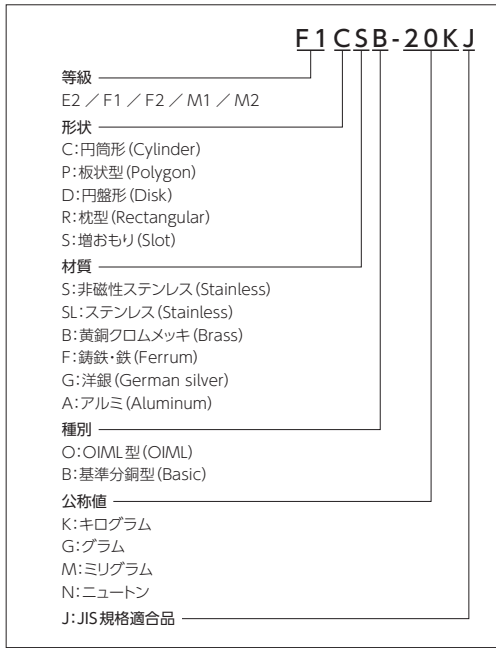 F1CSB-20KJ
等級
E2／F1／F2／M1／M2
形状
C：円筒形(Cylinder)
P：板状型(Polygon)
D：円盤形(Disk)
R：枕型(Rectangular)
S：増おもり(Slot)
材質
S：非磁性ステンレス(Stainless)
SL：ステンレス(Stainless)
B：黄銅クロムメッキ(Brass)
F：鋳鉄・鉄(Ferrum)
G：洋銀(German silver)
A：アルミ(Aluminum)
種別
O：OIML型(OIML)
B：基準分銅型(Basic)
公称値
K：キログラム
G：グラム
M：ミリグラム
N：ニュートン
J：JIS規格適合品